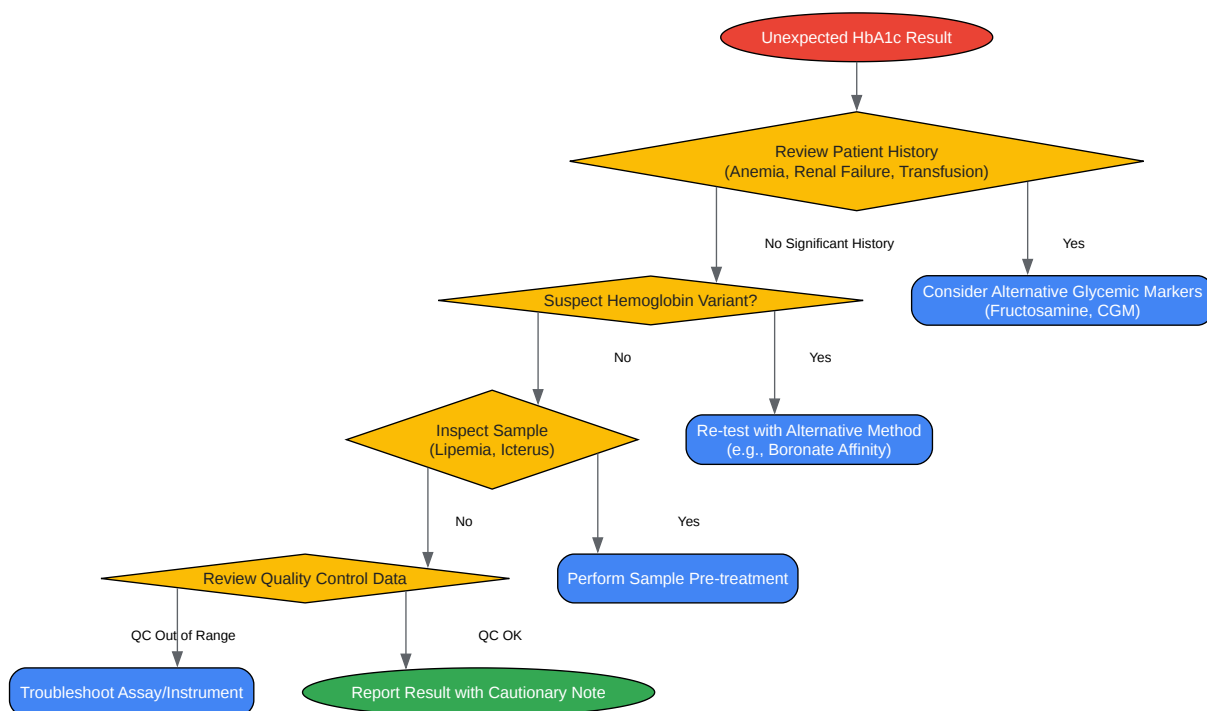 Unexpected HbA1c Result
Review Patient History
(Anemia, Renal Failure, Transfusion)
No Significant History
Yes
Suspect Hemoglobin Variant?
Consider Alternative Glycemic Markers
(Fructosamine, CGM)
No
Yes
Inspect Sample
(Lipemia, Icterus)
Re-test with Alternative Method
(e.g., Boronate Affinity)
No
Yes
Review Quality Control Data
Perform Sample Pre-treatment
QC Out of Range
QC OK
Troubleshoot Assay/Instrument
Report Result with Cautionary Note